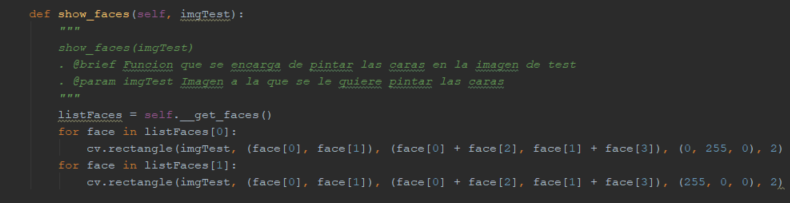 def show_faces(self, imgTest):
"""
show_faces(imgTest)
. @brief Funcion que se encarga de pintar las caras en la imagen de test
. @param imgTest Imagen a la que se le quiere pintar las caras
"""
listFaces = self.__get_faces()
for face in listFaces[0]:
cv.rectangle(imgTest, (face[0], face[1]), (face[0] + face[2], face[1] + face[3]), (0, 255, 0), 2)
for face in listFaces[1]:
cv.rectangle(imgTest, (face[0], face[1]), (face[0] + face[2], face[1] + face[3]), (255, 0, 0), 2)